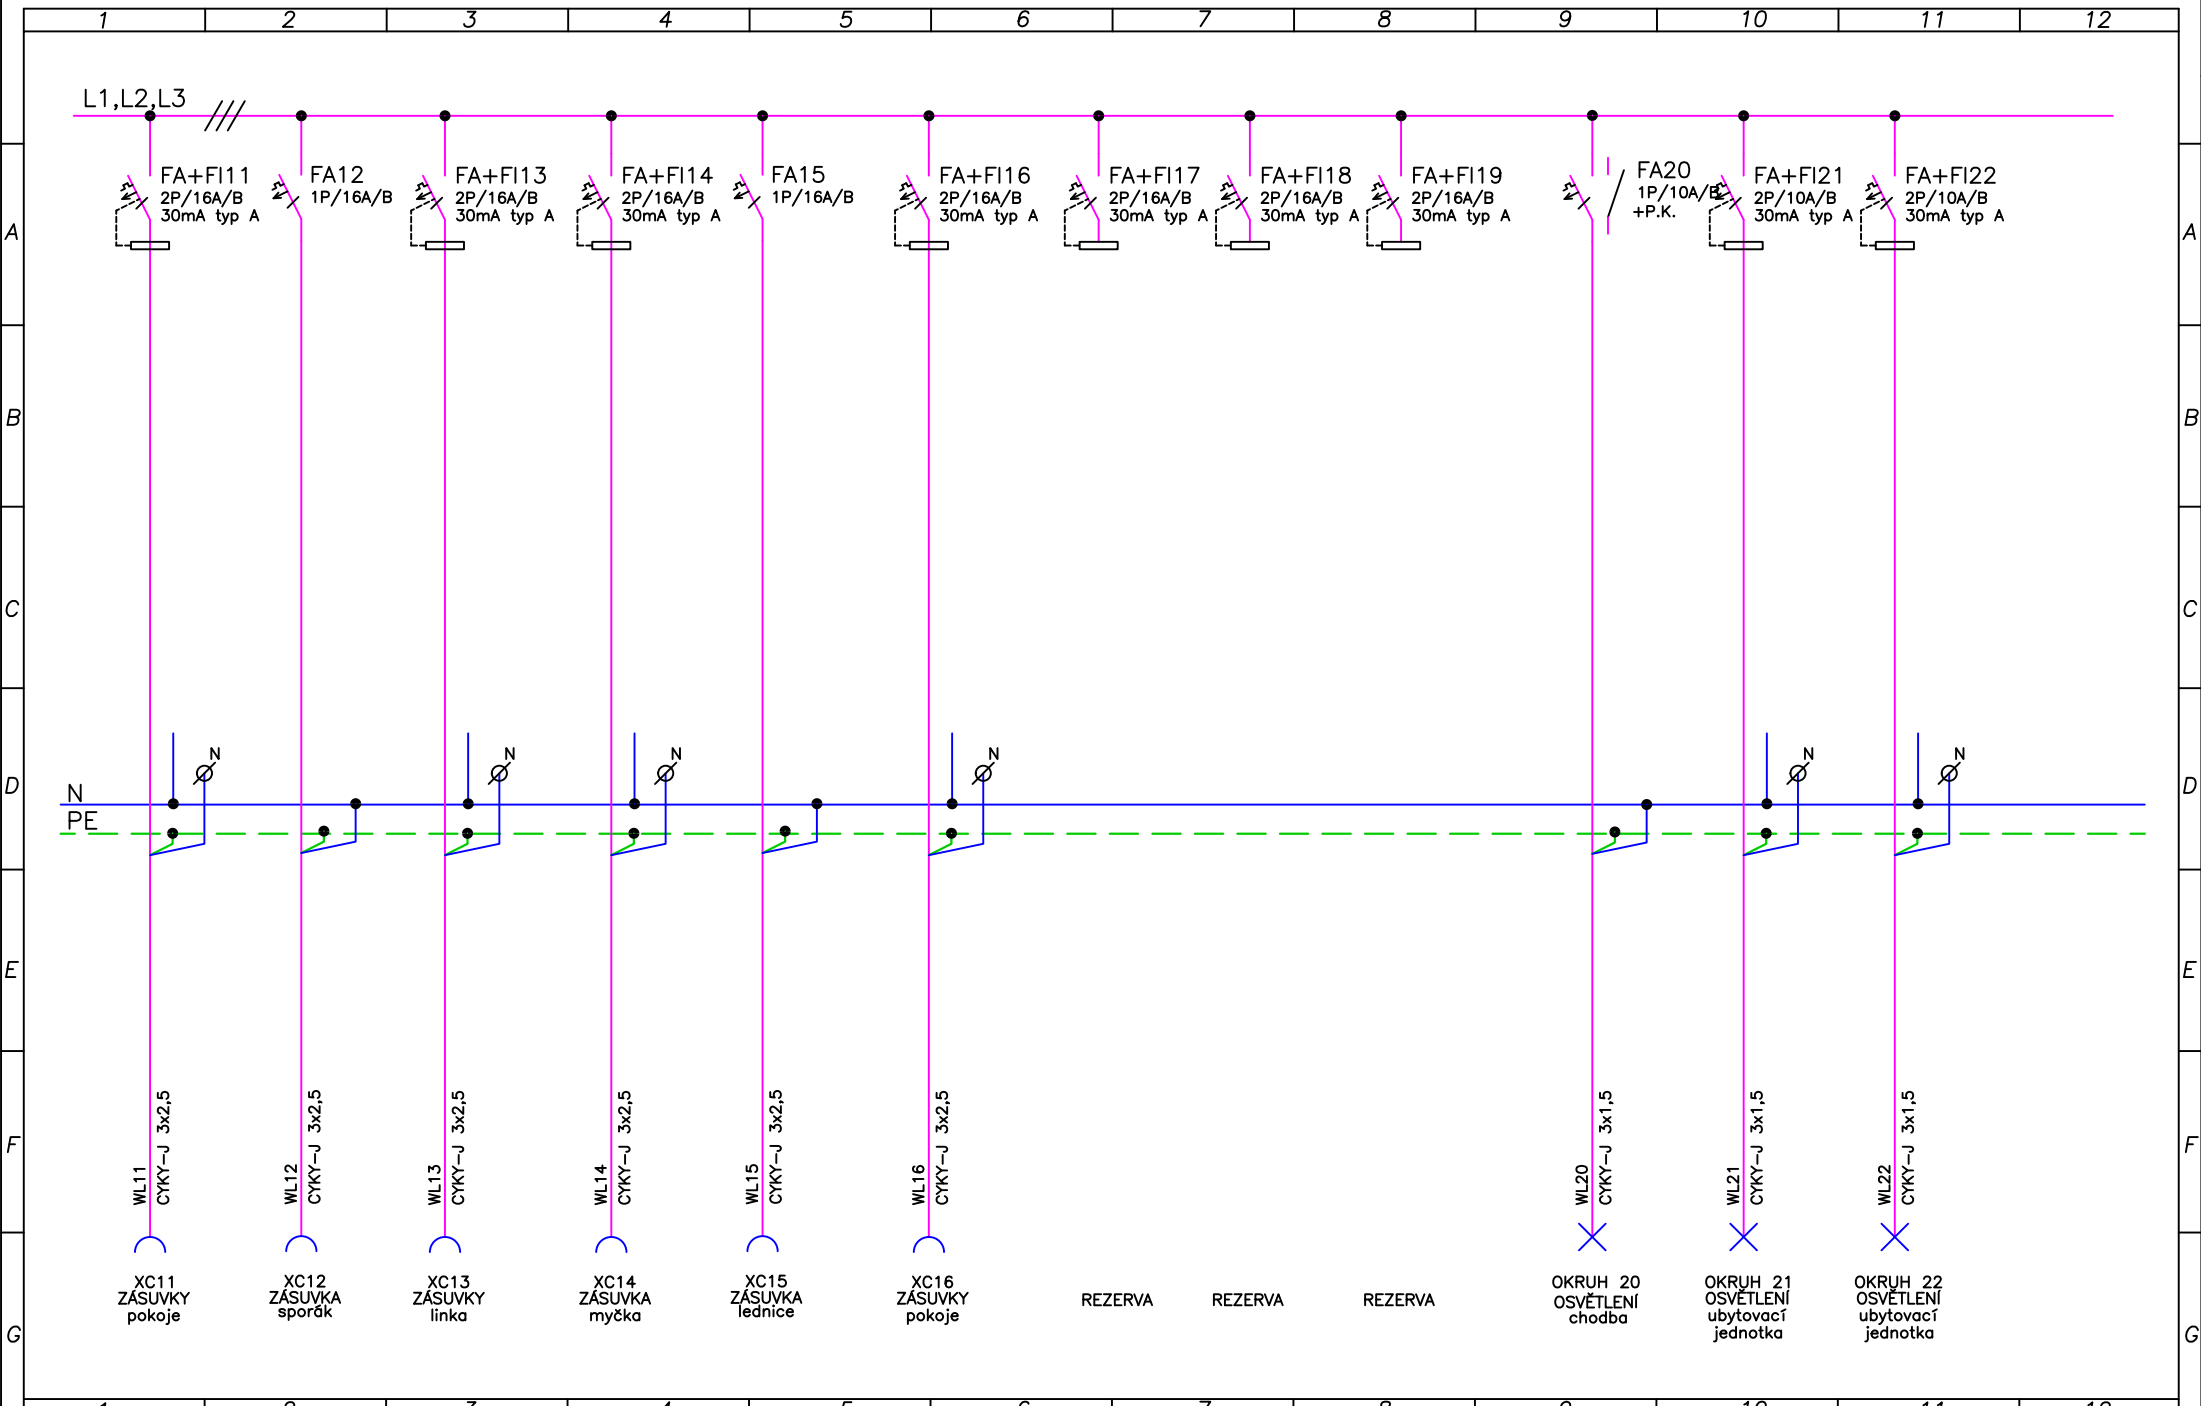 1 2 3 4 5 6 7 8 9 10 11 12
L1,L2,L3
FA+FI11
2P/16A/B
30mA typ A
FA12
1P/16A/B
FA+FI13
2P/16A/B
30mA typ A
FA+FI14
2P/16A/B
30mA typ A
FA15
1P/16A/B
FA+FI16
2P/16A/B
30mA typ A
FA+FI17
2P/16A/B
30mA typ A
FA+FI18
2P/16A/B
30mA typ A
FA+FI19
2P/16A/B
30mA typ A
FA20
1P/10A/B
+P.K.
FA+FI21
2P/10A/B
30mA typ A
FA+FI22
2P/10A/B
30mA typ A
A A
B B
C C
N N N N N N
D D
N
PE
E E
F F
WL11
CYKY-J 3x2,5
WL12
CYKY-J 3x2,5
WL13
CYKY-J 3x2,5
WL14
CYKY-J 3x2,5
WL15
CYKY-J 3x2,5
WL16
CYKY-J 3x2,5
WL20
CYKY-J 3x1,5
WL21
CYKY-J 3x1,5
WL22
CYKY-J 3x1,5
XC11
ZÁSUVKY
pokoje
XC12
ZÁSUVKA
sporák
XC13
ZÁSUVKY
linka
XC14
ZÁSUVKA
myčka
XC15
ZÁSUVKA
lednice
XC16
ZÁSUVKY
pokoje
REZERVA
REZERVA
REZERVA
OKRUH 20
OSVĚTLENÍ
chodba
OKRUH 21
OSVĚTLENÍ
ubytovací
jednotka
OKRUH 22
OSVĚTLENÍ
ubytovací
jednotka
G G